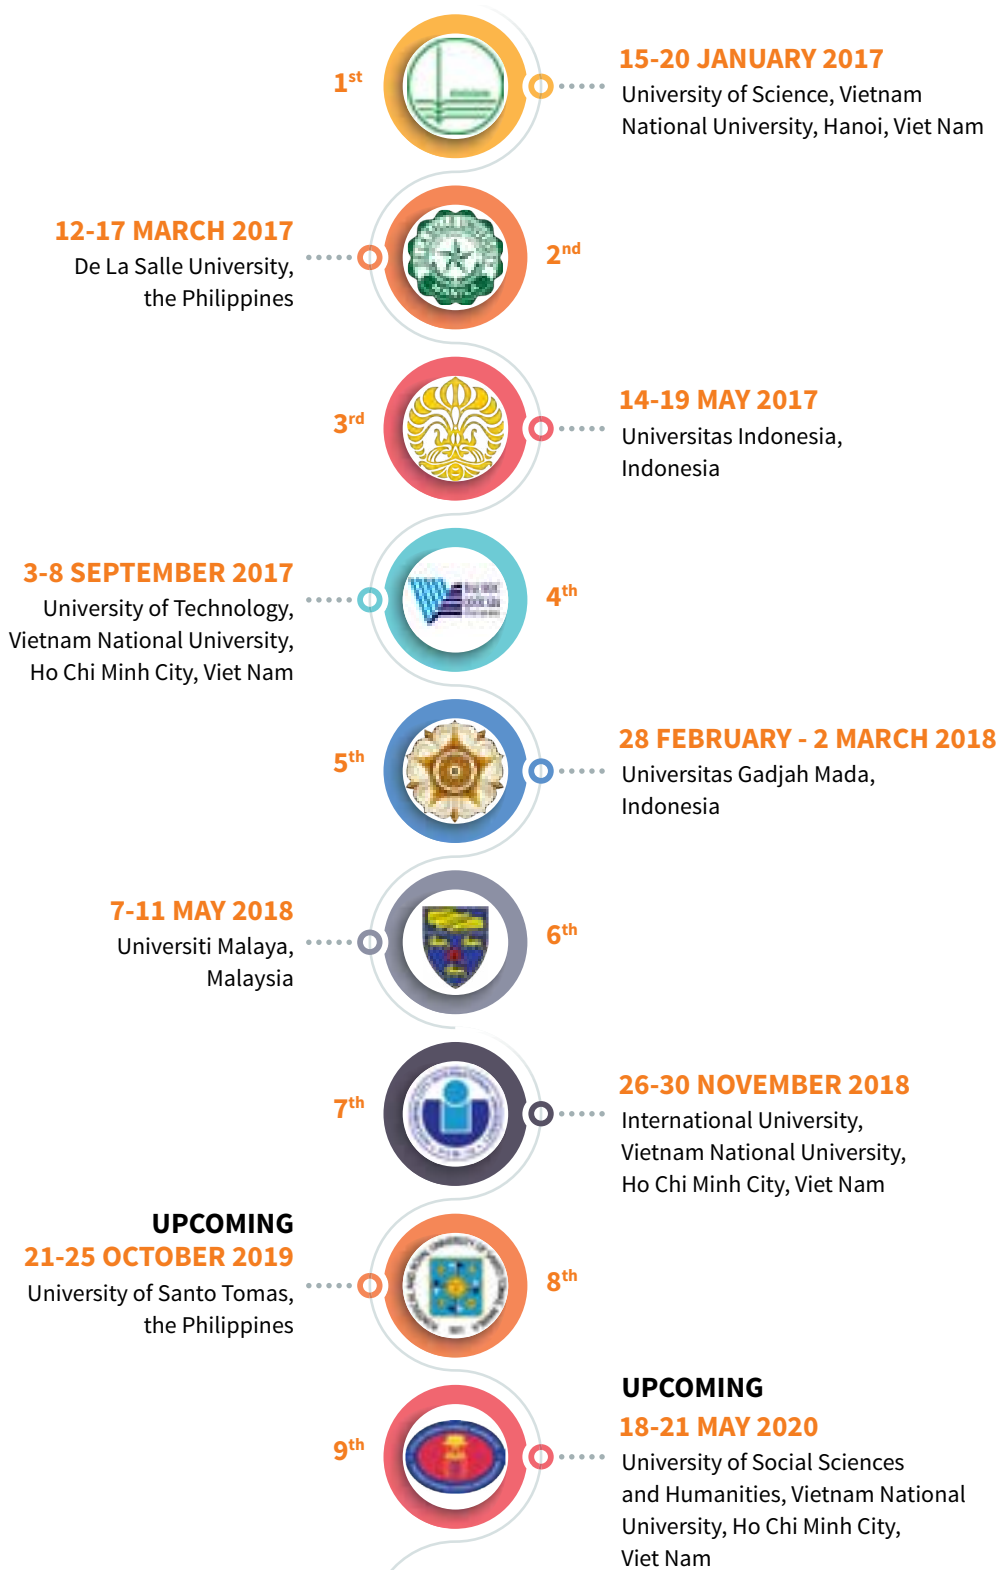 1st
15-20 JANUARY 2017
University of Science, Vietnam
National University, Hanoi, Viet Nam
12-17 MARCH 2017
De La Salle University,
the Philippines
2nd
3rd
14-19 MAY 2017
Universitas Indonesia,
Indonesia
3-8 SEPTEMBER 2017
University of Technology,
Vietnam National University,
Ho Chi Minh City, Viet Nam
4th
5th
28 FEBRUARY - 2 MARCH 2018
Universitas Gadjah Mada,
Indonesia
7-11 MAY 2018
Universiti Malaya,
Malaysia
6th
7th
26-30 NOVEMBER 2018
International University,
Vietnam National University,
Ho Chi Minh City, Viet Nam
UPCOMING
21-25 OCTOBER 2019
University of Santo Tomas,
the Philippines
8th
9th
UPCOMING
18-21 MAY 2020
University of Social Sciences
and Humanities, Vietnam National
University, Ho Chi Minh City,
Viet Nam